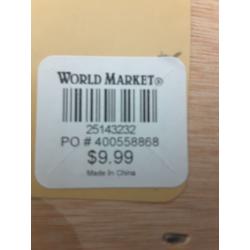 WORLD MARKET®
25143232
PO # 400558868
$9.99
Made In China